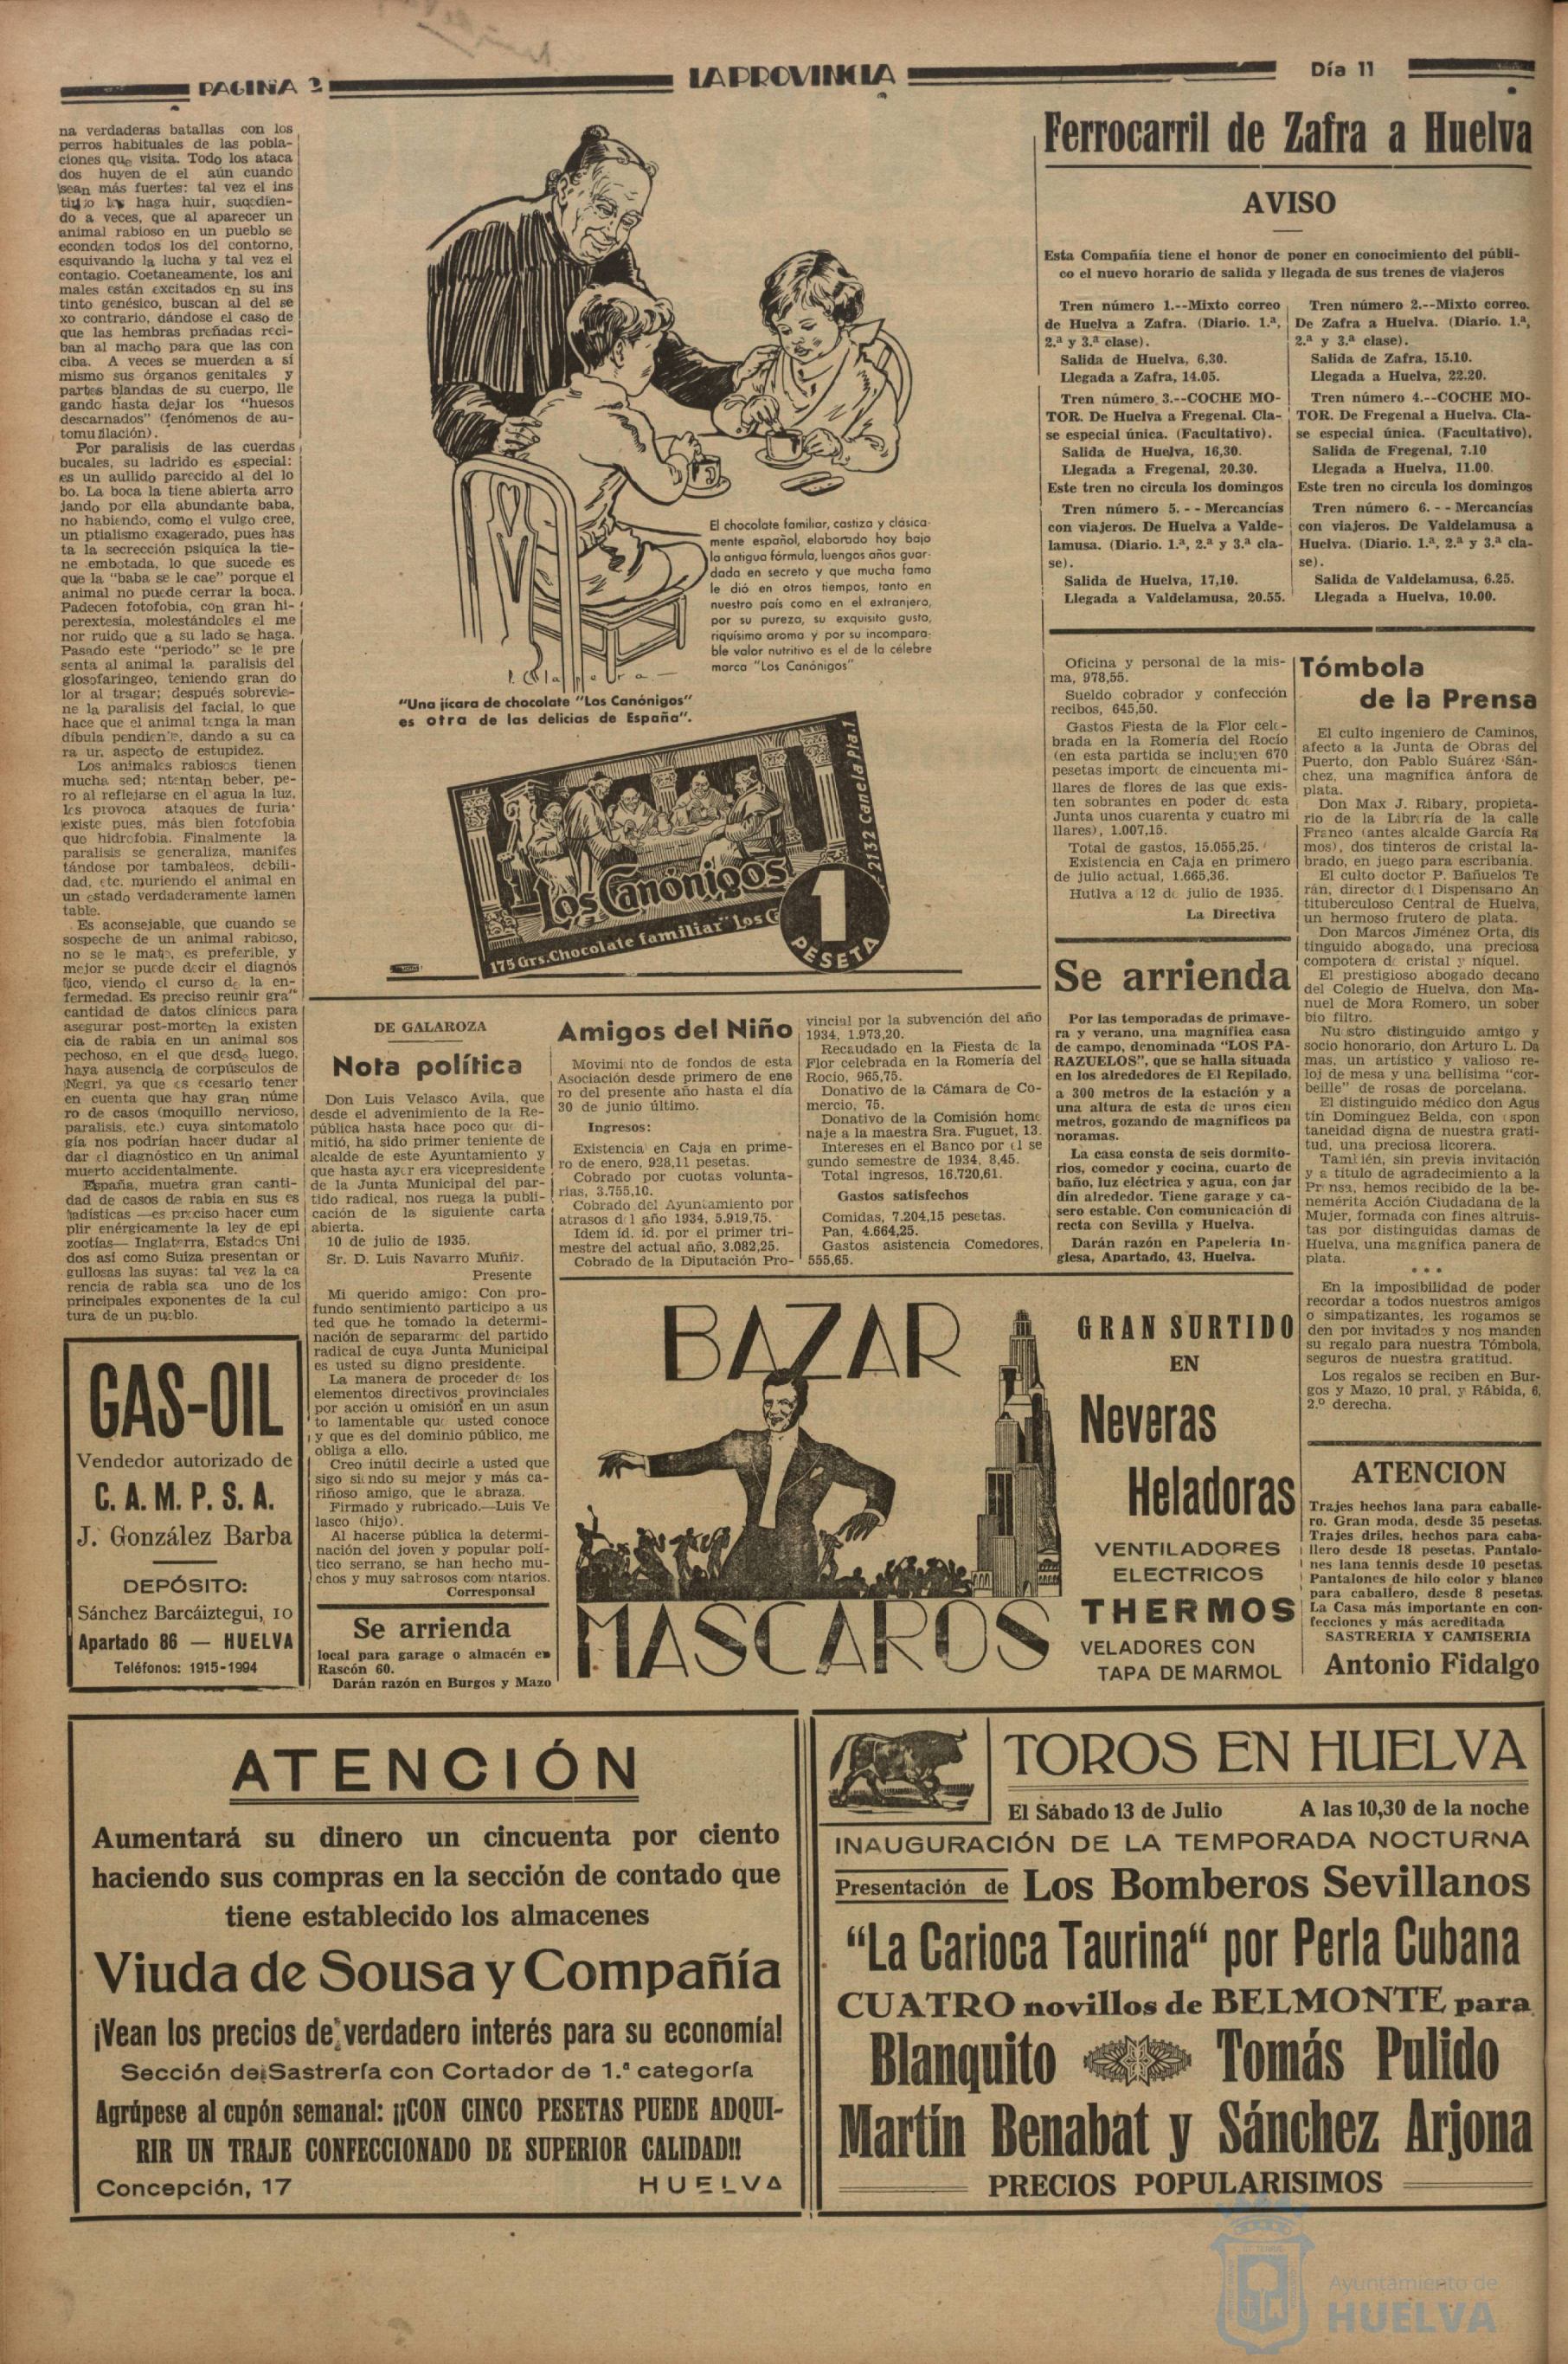 PAGINA 2
LA PROVINCIA
Día 11
na verdaderas batallas con los
perros habituales de las pobla-
ciones que visita. Todo los ataca
dos huyen de el aún cuando
sean más fuertes: tal vez el ins
haga huir, sucedien-
do a veces, que al aparecer un
animal rabioso en un pueblo se
econden todos los del contorno,
esquivando la lucha y tal vez el
contagio. Coetaneamente, los ani
males están excitados en su ins
tinto genésico, buscan al del se
xo contrario, dándose el caso de
que las hembras preñadas reci-
ban al macho para que las con
ciba. A veces se muerden a sí
mismo sus órganos genitales y
partes blandas de su cuerpo, lle
gando hasta dejar los "huesos
descarnados" (fenómenos de au-
tomutilación).
Por paralisis de las cuerdas
bucales, su ladrido es especial:
es un aullido parecido al del lo
bo. La boca la tiene abierta arro
jando por ella abundante baba,
no habiendo, como el vulgo cree,
un ptialismo exagerado, pues has
ta la secrección psiquica la tie-
ne embotada, lo que sucede es
que la "baba se le cae" porque el
animal no puede cerrar la boca.
Padecen fotofobia, con gran hi-
perextesia, molestándoles el me
nor ruido que a su lado se haga.
Pasado este "periodo" se le pre
senta al animal la paralisis del
glosofaringeo, teniendo gran do
lor al tragar; después sobrevie-
ne la paralisis del facial, lo que
hace que el animal tenga la man
díbula pendiente, dando a su ca
ra un aspecto de estupidez.
Los animales rabiosos tienen
mucha sed; ntentan beber, pe-
ro al reflejarse en el agua la luz,
les provoca ataques de furia:
existe pues, más bien fotofobia
que hidrofobia. Finalmente la
paralisis se generaliza, manifes
tándose por tambaleos, debili-
dad, etc. muriendo el animal en
un estado verdaderamente lamen
table.
Es aconsejable, que cuando se
sospeche de un animal rabioso,
no se le mate, es preferible, y
mejor se puede decir el diagnós
tico, viendo el curso de la en-
fermedad. Es preciso reunir gra
cantidad de datos clínicos para
asegurar post-morten la existen
cia de rabia en un animal sos
pechoso, en el que desde luego,
haya ausencia de corpúsculos de
Negri, ya que es ecesario tener
en cuenta que hay gran núme
ro de casos (moquillo nervioso,
paralisis, etc.) cuya sintomatolo
gía nos podrían hacer dudar al
dar el diagnóstico en un animal
muerto accidentalmente.
España, muetra gran canti-
dad de casos de rabia en sus es
tadísticas —es preciso hacer cum
plir enérgicamente la ley de epi
zootías— Inglaterra, Estados Uni
dos así como Suiza presentan or
gullosas las suyas: tal vez la ca
rencia de rabia sea uno de los
principales exponentes de la cul
tura de un pueblo.
GAS-OIL
Vendedor autorizado de
C. A. M. P. S. A.
J. González Barba
DEPÓSITO:
Sánchez Barcáiztegui, 10
Apartado 86 — HUELVA
Teléfonos: 1915-1994
El chocolate familiar, castiza y clásica-
mente español, elaborado hoy bajo
la antigua fórmula, luengos años guar-
dada en secreto y que mucha fama
le dió en otros tiempos, tanto en
nuestro país como en el extranjero,
por su pureza, su exquisito gusto,
riquísimo aroma y por su incompara-
ble valor nutritivo es el de la célebre
marca "Los Canónigos"
"Una jícara de chocolate "Los Canónigos"
es otra de las delicias de España".
2132 Canela Pta.1
Los Canónigos
175 Grs. Chocolate familiar "Los C
1
PESETA
DE GALAROZA
Nota política
Don Luis Velasco Avila, que
desde el advenimiento de la Re-
pública hasta hace poco que di-
mitió, ha sido primer teniente de
alcalde de este Ayuntamiento y
que hasta ayer era vicepresidente
de la Junta Municipal del par-
tido radical, nos ruega la publi-
cación de la siguiente carta
abierta.
10 de julio de 1935.
Sr. D. Luis Navarro Muñiz.
Presente
Mi querido amigo: Con pro-
fundo sentimiento participo a us
ted que he tomado la determi-
nación de separarme del partido
radical de cuya Junta Municipal
es usted su digno presidente.
La manera de proceder de los
elementos directivos provinciales
por acción u omisión en un asun
to lamentable que usted conoce
y que es del dominio público, me
obliga a ello.
Creo inútil decirle a usted que
sigo siendo su mejor y más ca-
riñoso amigo, que le abraza.
Firmado y rubricado.—Luis Ve
lasco (hijo).
Al hacerse pública la determi-
nación del joven y popular polí-
tico serrano, se han hecho mu-
chos y muy sabrosos comentarios.
Corresponsal
Se arrienda
local para garage o almacén en
Rascón 60.
Darán razón en Burgos y Mazo
Amigos del Niño
Movimiento de fondos de esta
Asociación desde primero de ene
ro del presente año hasta el día
30 de junio último.
Ingresos:
Existencia en Caja en prime-
ro de enero, 928,11 pesetas.
Cobrado por cuotas volunta-
rias, 3.755,10.
Cobrado del Ayuntamiento por
atrasos del año 1934, 5.919,75.
Idem íd. íd. por el primer tri-
mestre del actual año, 3.082,25.
Cobrado de la Diputación Pro-
vincial por la subvención del año
1934, 1.973,20.
Recaudado en la Fiesta de la
Flor celebrada en la Romería del
Rocío, 965,75.
Donativo de la Cámara de Co-
mercio, 75.
Donativo de la Comisión home
naje a la maestra Sra. Fuguet, 13.
Intereses en el Banco por el se
gundo semestre de 1934, 8,45.
Total ingresos, 16.720,61.
Gastos satisfechos
Comidas, 7.204,15 pesetas.
Pan, 4.664,25.
Gastos asistencia Comedores,
555,65.
Oficina y personal de la mis-
ma, 978,55.
Sueldo cobrador y confección
recibos, 645,50.
Gastos Fiesta de la Flor cele-
brada en la Romería del Rocío
(en esta partida se incluyen 670
pesetas importe de cincuenta mi-
llares de flores de las que exis-
ten sobrantes en poder de esta
Junta unos cuarenta y cuatro mi
llares), 1.007,15.
Total de gastos, 15.055,25.
Existencia en Caja en primero
de julio actual, 1.665,36.
Huelva a 12 de julio de 1935.
La Directiva
Ferrocarril de Zafra a Huelva
AVISO
Esta Compañía tiene el honor de poner en conocimiento del públi-
co el nuevo horario de salida y llegada de sus trenes de viajeros
Tren número 1.--Mixto correo
de Huelva a Zafra. (Diario. 1.ª,
2.ª y 3.ª clase).
Salida de Huelva, 6,30.
Llegada a Zafra, 14.05.
Tren número 3.--COCHE MO-
TOR. De Huelva a Fregenal. Cla-
se especial única. (Facultativo).
Salida de Huelva, 16,30.
Llegada a Fregenal, 20.30.
Este tren no circula los domingos
Tren número 5. - - Mercancías
con viajeros. De Huelva a Valde-
lamusa. (Diario. 1.ª, 2.ª y 3.ª cla-
se).
Salida de Huelva, 17,10.
Llegada a Valdelamusa, 20.55.
Tren número 2.--Mixto correo.
De Zafra a Huelva. (Diario. 1.ª,
2.ª y 3.ª clase).
Salida de Zafra, 15.10.
Llegada a Huelva, 22.20.
Tren número 4.--COCHE MO-
TOR. De Fregenal a Huelva. Cla-
se especial única. (Facultativo).
Salida de Fregenal, 7.10
Llegada a Huelva, 11.00.
Este tren no circula los domingos
Tren número 6. - - Mercancías
con viajeros. De Valdelamusa a
Huelva. (Diario. 1.ª, 2.ª y 3.ª cla-
se).
Salida de Valdelamusa, 6.25.
Llegada a Huelva, 10.00.
Se arrienda
Por las temporadas de primave-
ra y verano, una magnífica casa
de campo, denominada "LOS PA-
RAZUELOS", que se halla situada
en los alrededores de El Repilado,
a 300 metros de la estación y a
una altura de esta de unos cien
metros, gozando de magníficos pa
noramas.
La casa consta de seis dormito-
rios, comedor y cocina, cuarto de
baño, luz eléctrica y agua, con jar
din alrededor. Tiene garage y ca-
sero estable. Con comunicación di
recta con Sevilla y Huelva.
Darán razón en Papelería In-
glesa, Apartado, 43, Huelva.
Tómbola
de la Prensa
El culto ingeniero de Caminos,
afecto a la Junta de Obras del
Puerto, don Pablo Suárez Sán-
chez, una magnífica ánfora de
plata.
Don Max J. Ribary, propieta-
rio de la Librería de la calle
Franco (antes alcalde García Ra
mos), dos tinteros de cristal la-
brado, en juego para escribanía.
El culto doctor P. Bañuelos Te
rán, director del Dispensario An
tituberculoso Central de Huelva,
un hermoso frutero de plata.
Don Marcos Jiménez Orta, dis
tinguido abogado, una preciosa
compotera de cristal y niquel.
El prestigioso abogado decano
del Colegio de Huelva, don Ma-
nuel de Mora Romero, un sober
bio filtro.
Nuestro distinguido amigo y
socio honorario, don Arturo L. Da
mas, un artístico y valioso re-
loj de mesa y una bellísima "cor-
beille" de rosas de porcelana.
El distinguido médico don Agus
tín Dominguez Belda, con espon
taneidad digna de nuestra grati-
tud, una preciosa licorera.
También, sin previa invitación
y a título de agradecimiento a la
Prensa, hemos recibido de la be-
nemérita Acción Ciudadana de la
Mujer, formada con fines altruis-
tas por distinguidas damas de
Huelva, una magnífica panera de
plata.
* * *
En la imposibilidad de poder
recordar a todos nuestros amigos
o simpatizantes, les rogamos se
den por invitados y nos manden
su regalo para nuestra Tómbola,
seguros de nuestra gratitud.
Los regalos se reciben en Bur-
gos y Mazo, 10 pral, y Rábida, 6,
2.º derecha.
BAZAR
MASCAROS
GRAN SURTIDO
EN
Neveras
Heladoras
VENTILADORES
ELECTRICOS
THERMOS
VELADORES CON
TAPA DE MARMOL
ATENCION
Trajes hechos lana para caballe-
ro. Gran moda, desde 35 pesetas.
Trajes driles, hechos para caba-
llero desde 18 pesetas. Pantalo-
nes lana tennis desde 10 pesetas.
Pantalones de hilo color y blanco
para caballero, desde 8 pesetas.
La Casa más importante en con-
fecciones y más acreditada
SASTRERIA Y CAMISERIA
Antonio Fidalgo
ATENCIÓN
Aumentará su dinero un cincuenta por ciento
haciendo sus compras en la sección de contado que
tiene establecido los almacenes
Viuda de Sousa y Compañía
¡Vean los precios de verdadero interés para su economía!
Sección de Sastrería con Cortador de 1.ª categoría
Agrúpese al cupón semanal: ¡¡CON CINCO PESETAS PUEDE ADQUI-
RIR UN TRAJE CONFECCIONADO DE SUPERIOR CALIDAD!!
Concepción, 17
HUELVA
TOROS EN HUELVA
El Sábado 13 de Julio A las 10,30 de la noche
INAUGURACIÓN DE LA TEMPORADA NOCTURNA
Presentación de Los Bomberos Sevillanos
"La Carioca Taurina" por Perla Cubana
CUATRO novillos de BELMONTE para
Blanquito Tomás Pulido
Martín Benabat y Sánchez Arjona
PRECIOS POPULARISIMOS
Ayuntamiento de
HUELVA